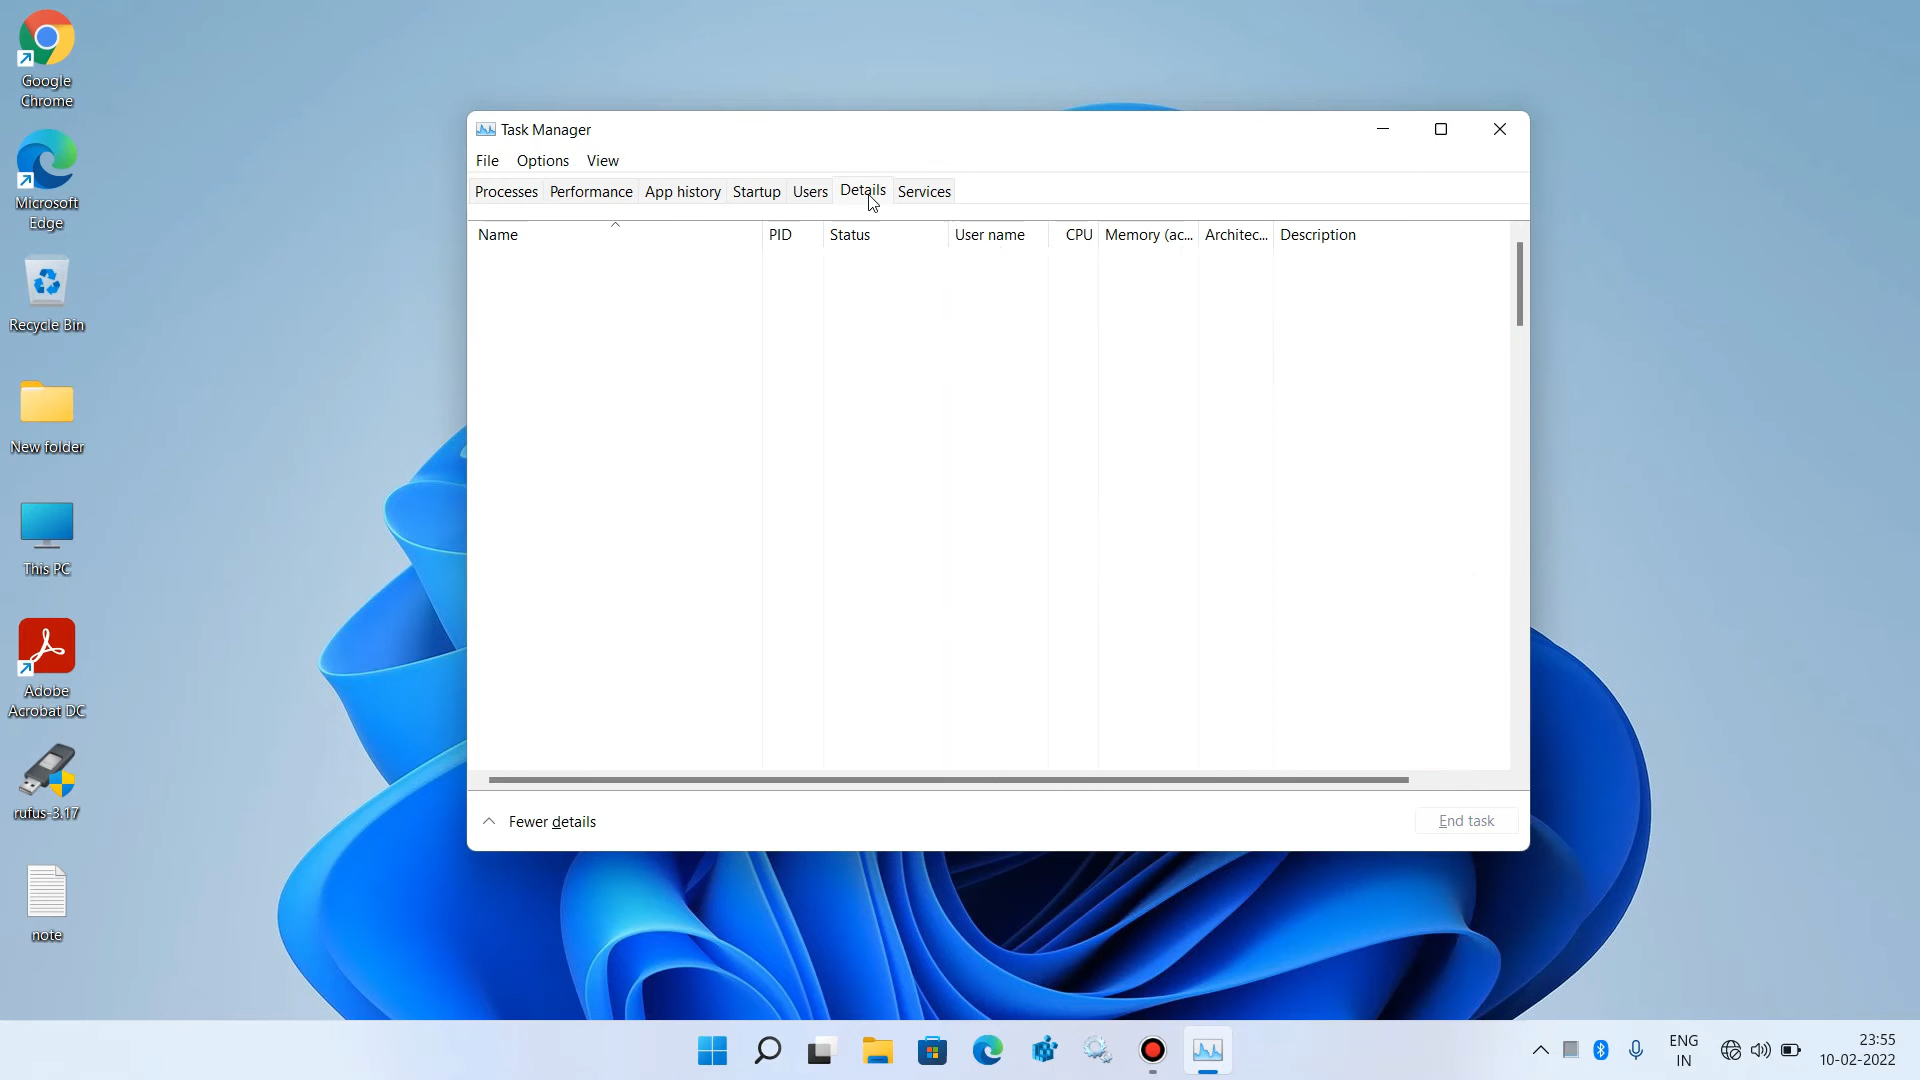 Google
Chrome
Microsoft
Edge
Recycle Bin
New folder
This PC
Adobe
Acrobat DC
rufus-3.17
note
Task Manager
File Options View
Processes Performance App history Startup Users Details Services
Name PID Status User name CPU Memory (ac... Architec... Description
Fewer details
End task
ENG
IN
23:55
10-02-2022